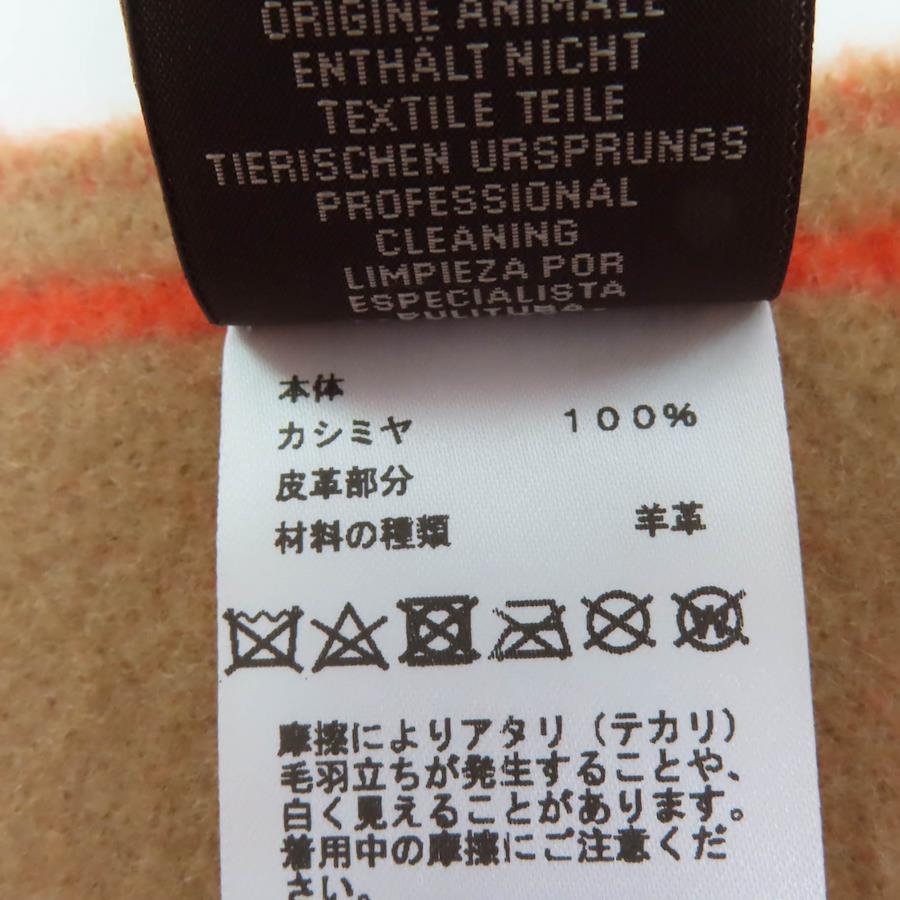 ORIGINE ANIMALE
ENTHÄLT NICHT
TEXTILE TEILE
TIERISCHEN URSPRUNGS
PROFESSIONAL
CLEANING
LIMPIEZA POR
ESPECIALISTA
PULITURA
本体
カシミヤ 100%
皮革部分
材料の種類 羊革
W
摩擦によりアタリ（テカリ）
毛羽立ちが発生することや、
白く見えることがあります。
着用中の摩擦にご注意くだ
さい。